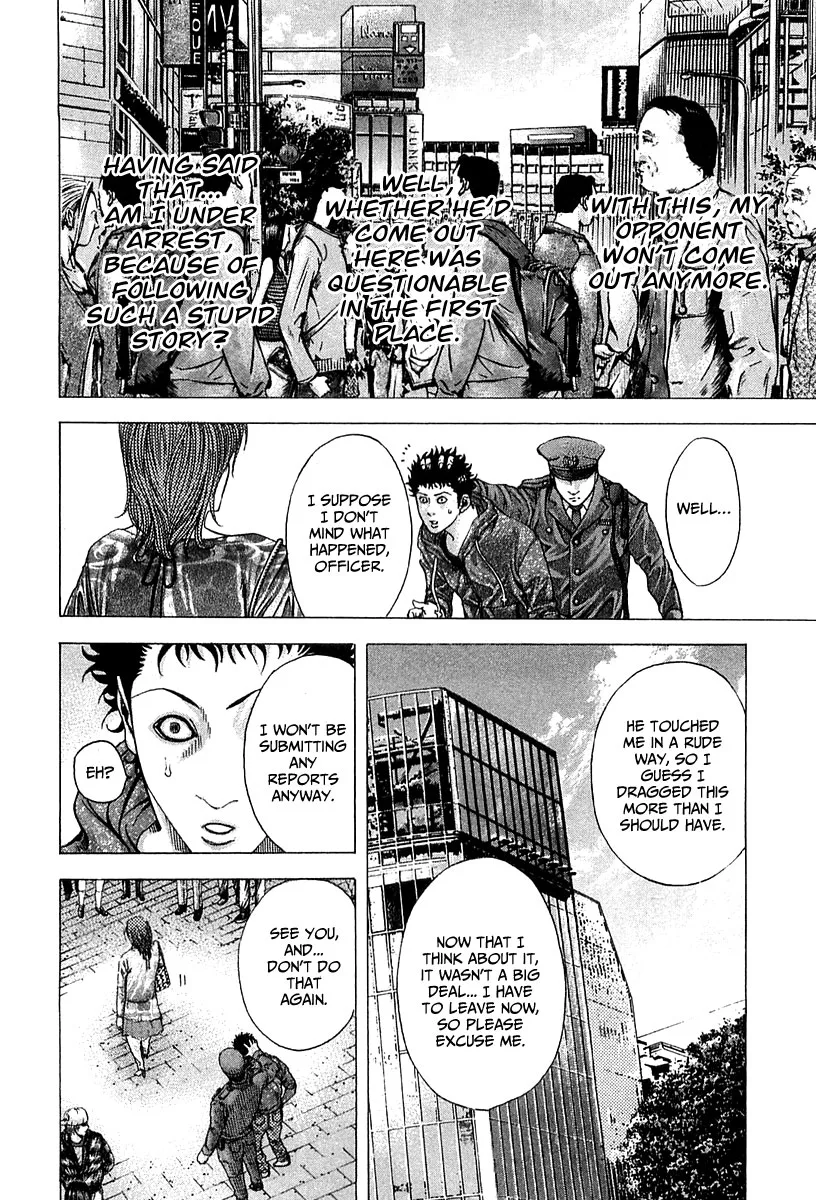 WITH THIS, MY
OPPONENT
WON'T COME
OUT ANYMORE.
WELL,
WHETHER HE'D
COME OUT
HERE WAS
QUESTIONABLE
IN THE FIRST
PLACE.
HAVING SAID
THAT...
AM I UNDER
ARREST,
BECAUSE OF
FOLLOWING
SUCH A STUPID
STORY?
JUNK
WELL...
I SUPPOSE
I DON'T
MIND WHAT
HAPPENED,
OFFICER.
HE TOUCHED
ME IN A RUDE
WAY, SO I
GUESS I
DRAGGED THIS
MORE THAN I
SHOULD HAVE.
NOW THAT I
THINK ABOUT IT,
IT WASN'T A BIG
DEAL... I HAVE
TO LEAVE NOW,
SO PLEASE
EXCUSE ME.
I WON'T BE
SUBMITTING
ANY
REPORTS
ANYWAY.
EH?
SEE YOU,
AND...
DON'T DO
THAT
AGAIN.